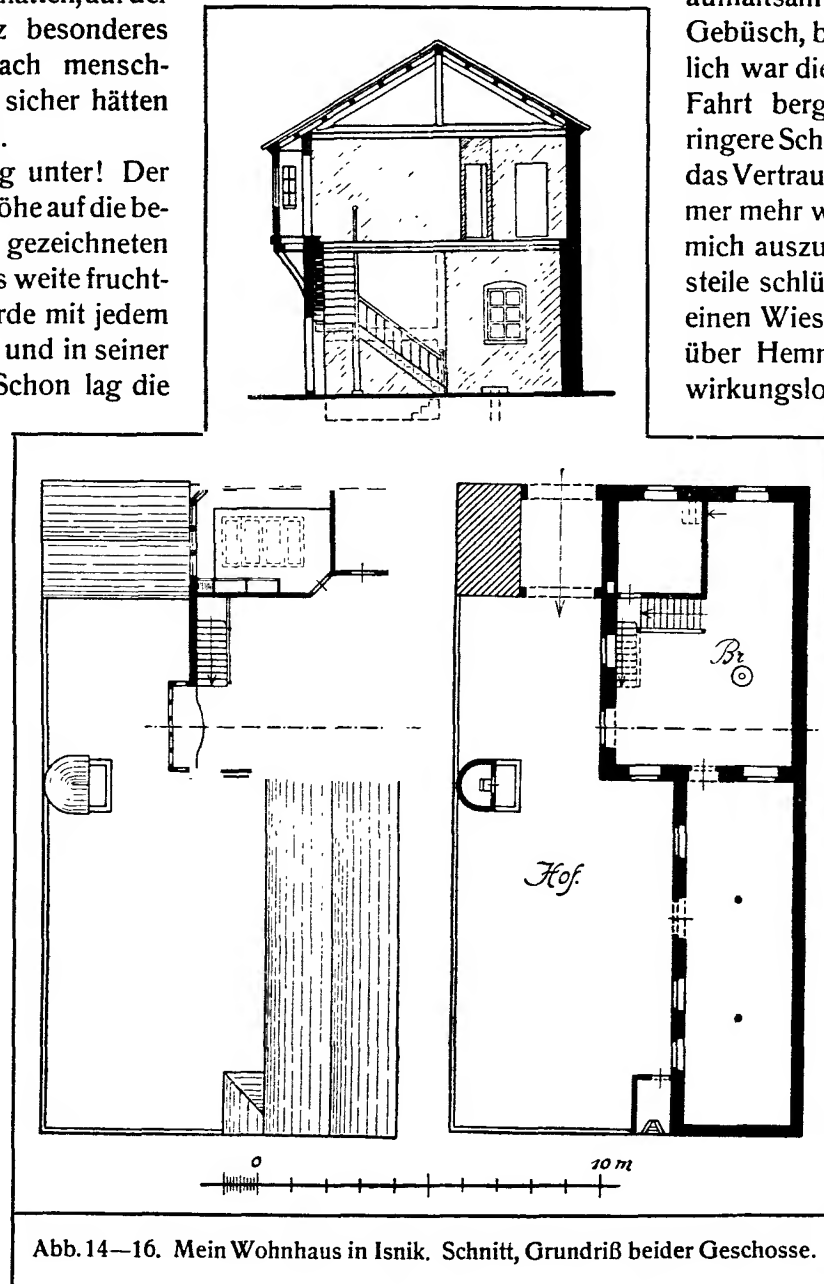 z besonderes
ach mensch-
sicher hätten
.
g unter! Der
öhe auf die be-
gezeichneten
s weite frucht-
rde mit jedem
und in seiner
Schon lag die
Gebüsch, b
lich war die
Fahrt berg
ringere Sch
das Vertrau
mer mehr w
mich auszu
steile schlü
einen Wies
über Hemn
wirkungslo
Br
Hof.
0 10 m
Abb. 14—16. Mein Wohnhaus in Isnik. Schnitt, Grundriß beider Geschosse.